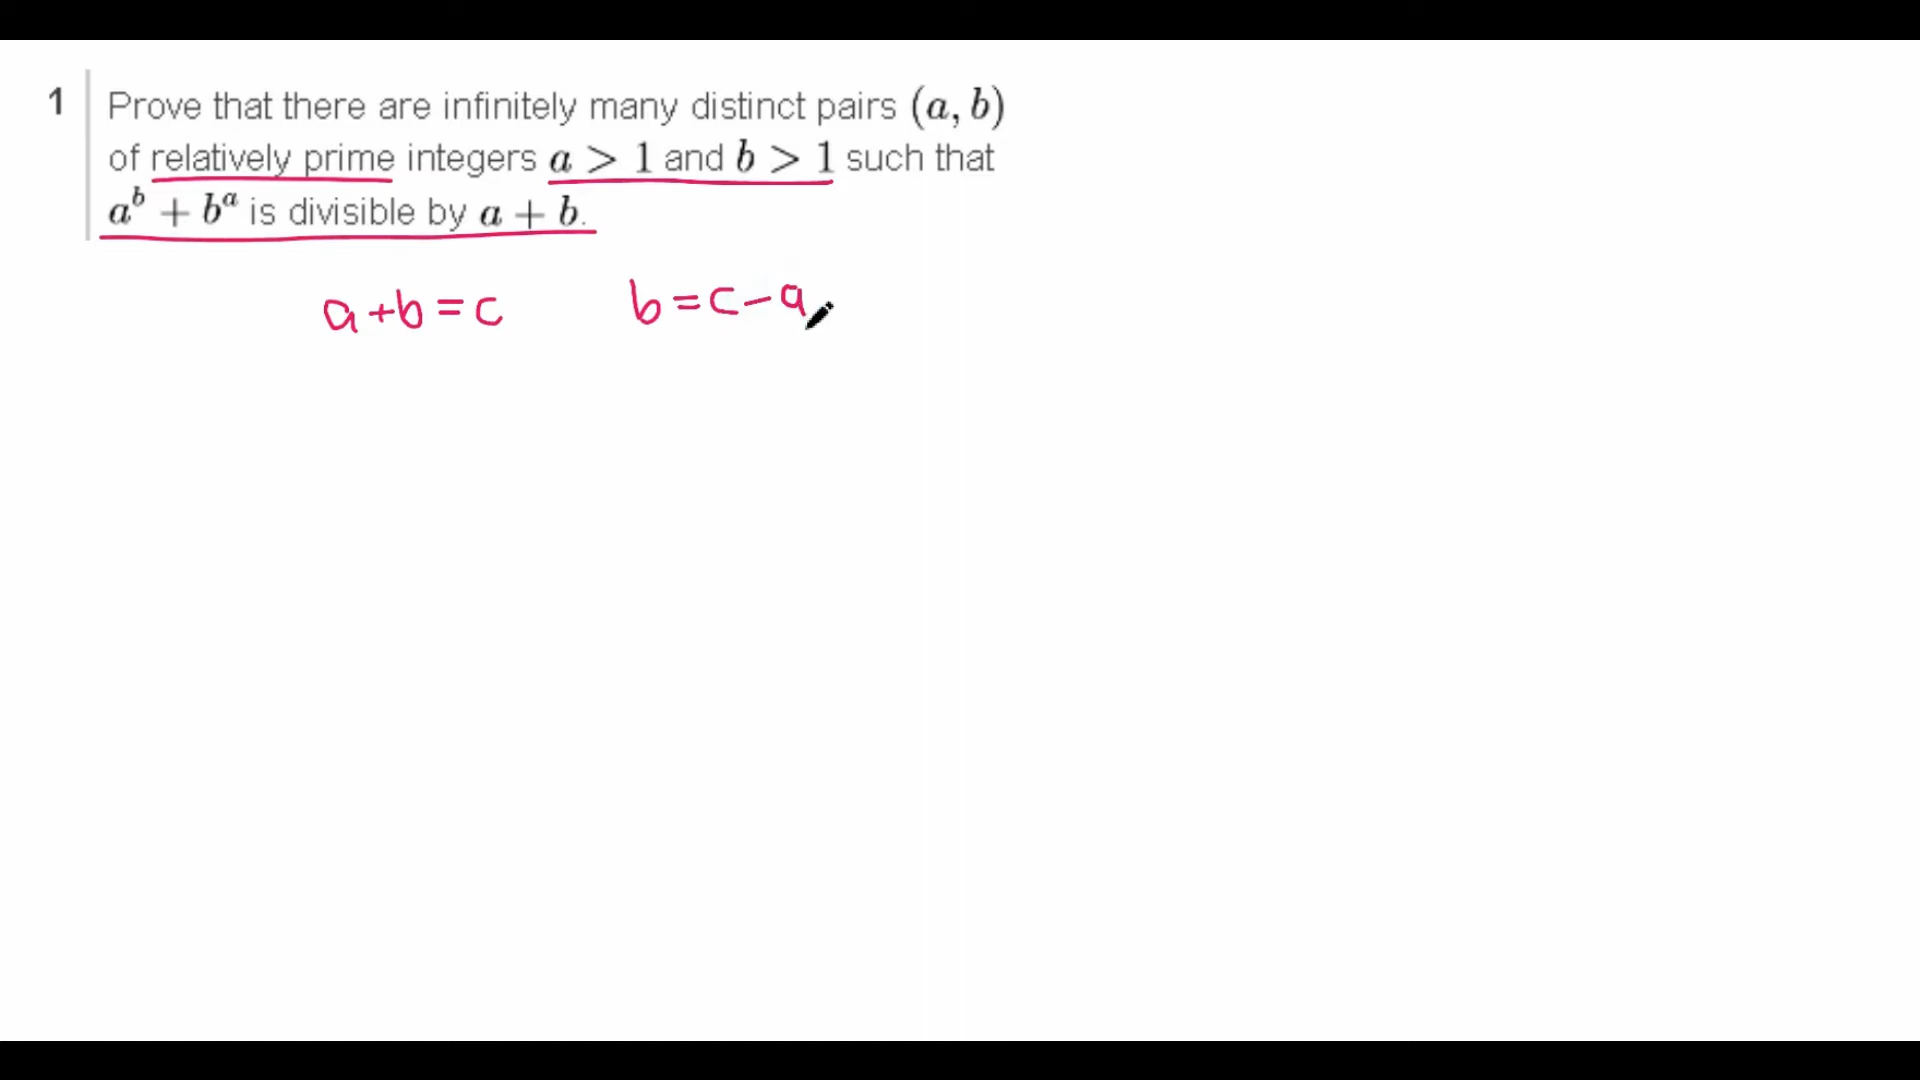 1
Prove that there are infinitely many distinct pairs (a, b)
of relatively prime integers a > 1 and b > 1 such that
a^b + b^a is divisible by a + b.
a+b=c b=c-a